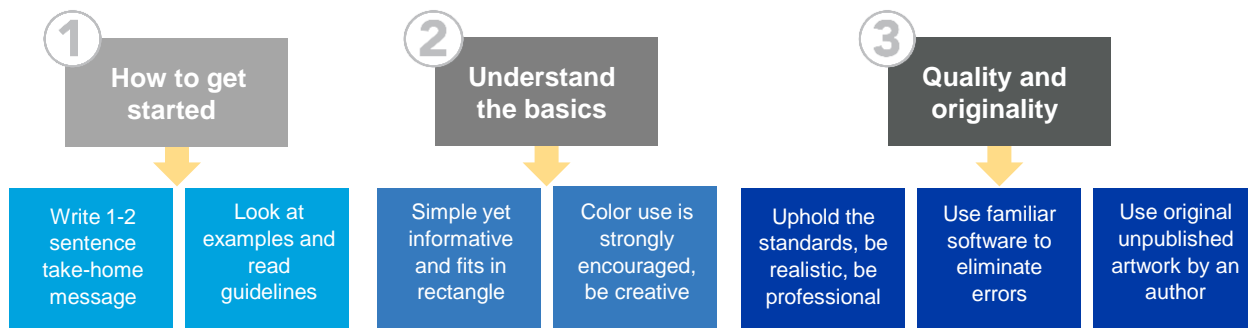 1
How to get
started
2
Understand
the basics
3
Quality and
originality
Write 1-2
sentence
take-home
message
Look at
examples and
read
guidelines
Simple yet
informative
and fits in
rectangle
Color use is
strongly
encouraged,
be creative
Uphold the
standards, be
realistic, be
professional
Use familiar
software to
eliminate
errors
Use original
unpublished
artwork by an
author